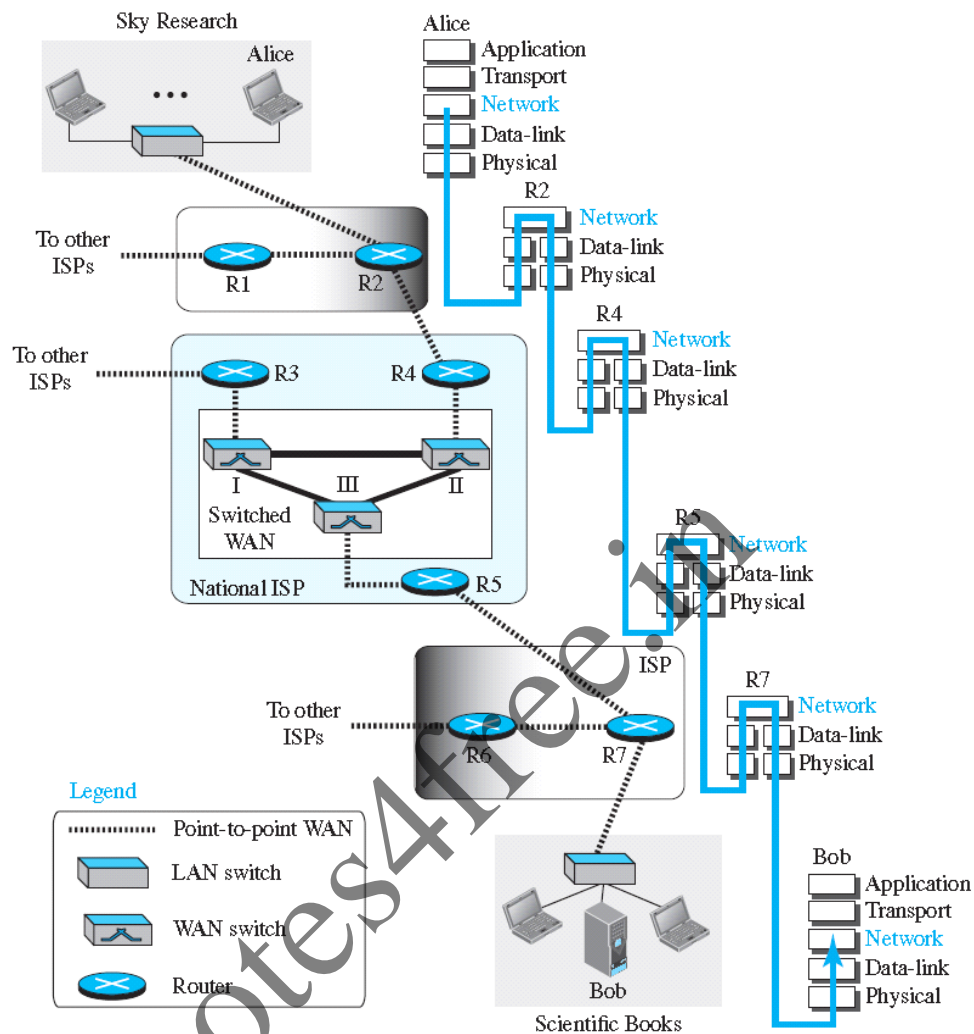 Sky Research
Alice
Alice
Application
Transport
Network
Data-link
Physical
R2
Network
Data-link
Physical
To other
ISPs
R1
R2
R4
Network
Data-link
Physical
To other
ISPs
R3
R4
I
III
II
Switched
WAN
National ISP
R5
R5
Network
Data-link
Physical
ISP
To other
ISPs
R6
R7
R7
Network
Data-link
Physical
Legend
Point-to-point WAN
LAN switch
WAN switch
Router
Bob
Scientific Books
Bob
Application
Transport
Network
Data-link
Physical
otes4free.in